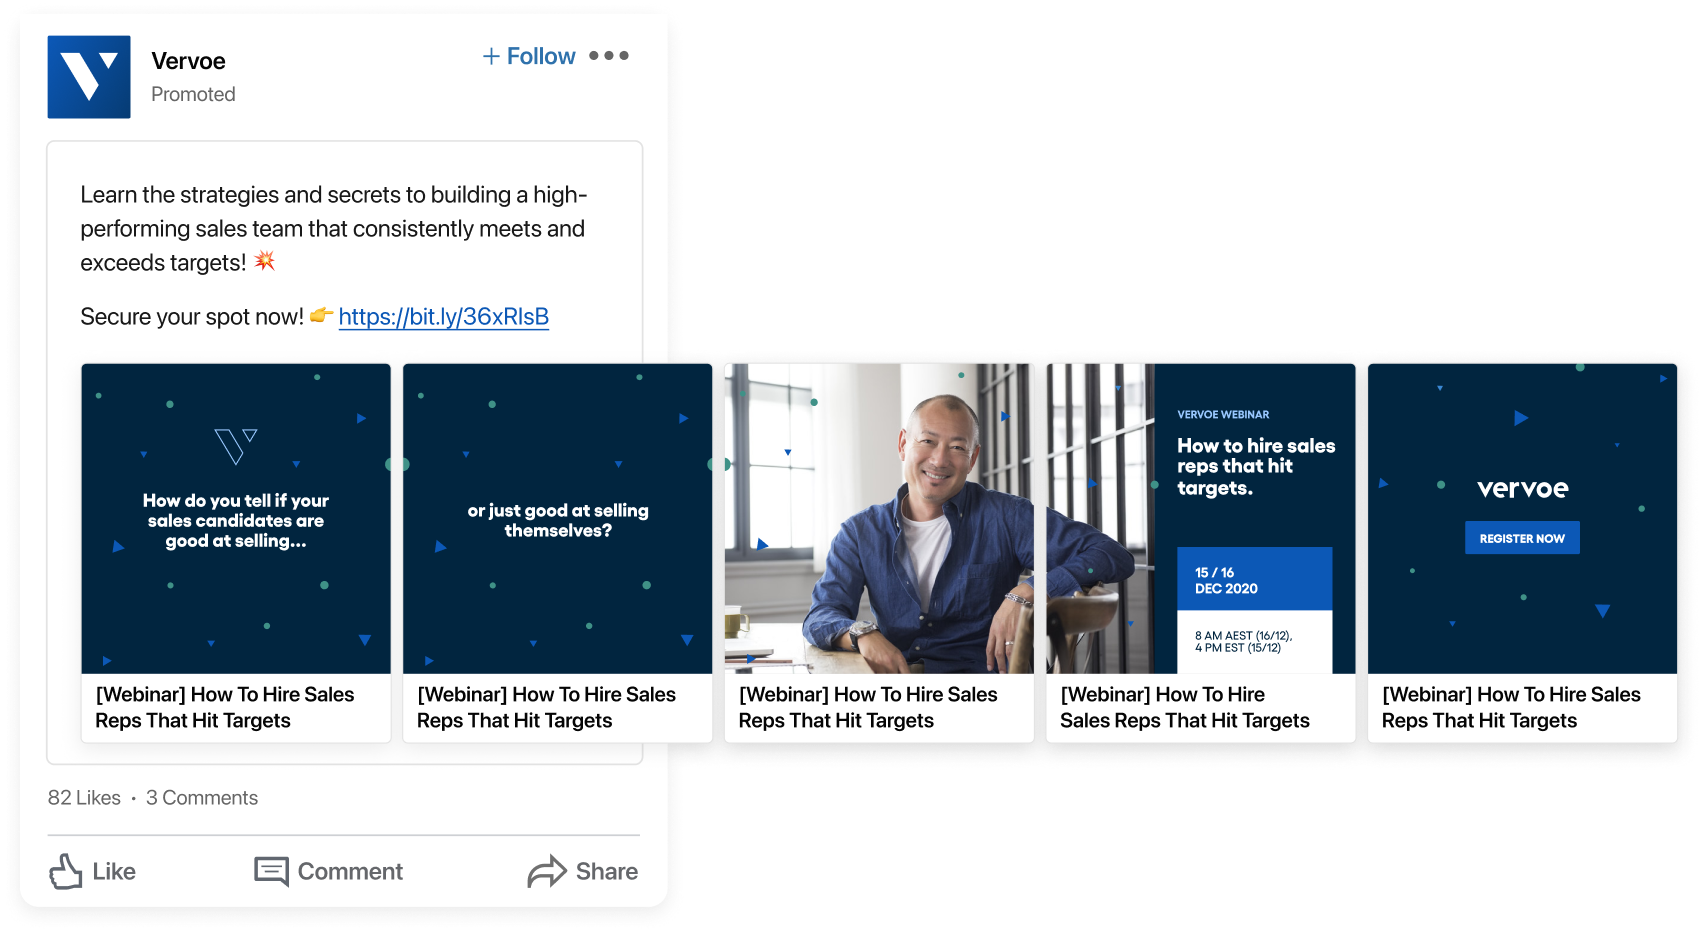 Vervoe
Promoted
+ Follow
Learn the strategies and secrets to building a high-
performing sales team that consistently meets and
exceeds targets! 💥
Secure your spot now! 👉 https://bit.ly/36xRlsB
How do you tell if your
sales candidates are
good at selling...
[Webinar] How To Hire Sales
Reps That Hit Targets
or just good at selling
themselves?
[Webinar] How To Hire Sales
Reps That Hit Targets
[Webinar] How To Hire Sales
Reps That Hit Targets
VERVOE WEBINAR
How to hire sales
reps that hit
targets.
15 / 16
DEC 2020
8 AM AEST (16/12),
4 PM EST (15/12)
[Webinar] How To Hire
Sales Reps That Hit Targets
vervoe
REGISTER NOW
[Webinar] How To Hire Sales
Reps That Hit Targets
82 Likes · 3 Comments
Like
Comment
Share